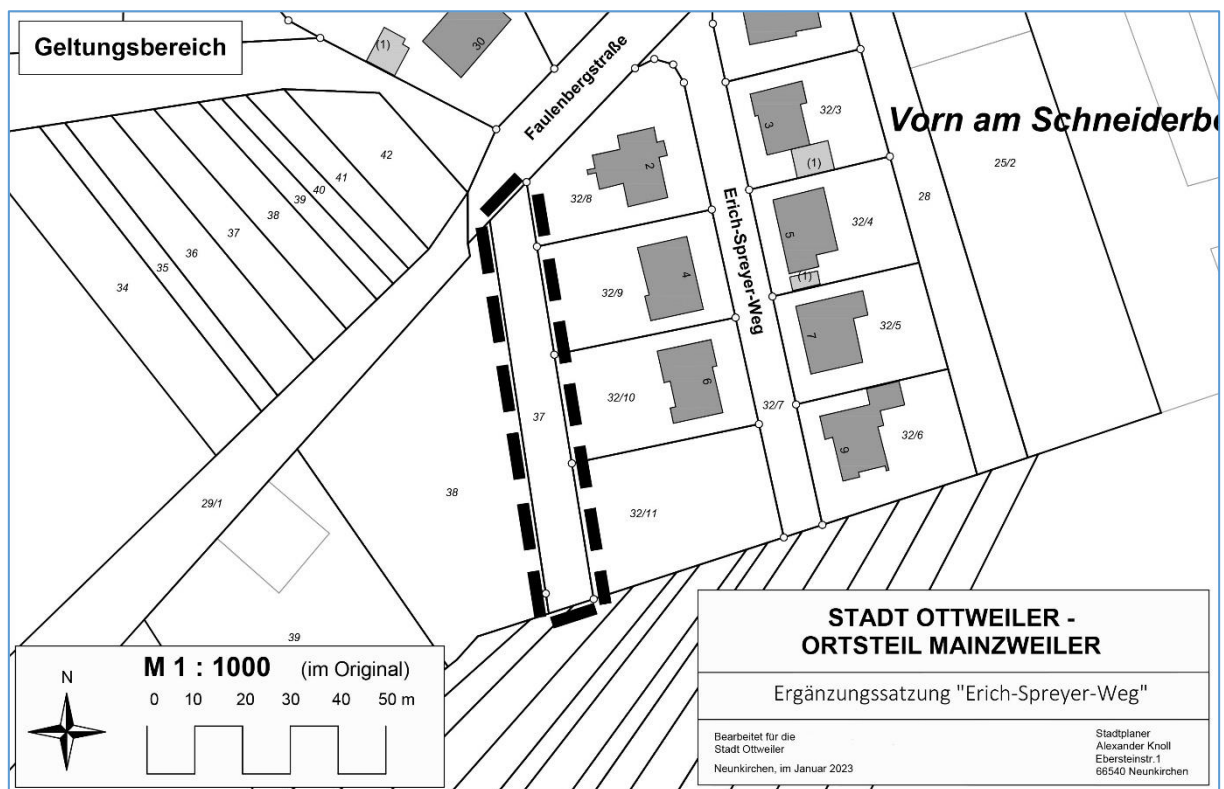 Geltungsbereich
(1)
30
Faulenbergstraße
Vorn am Schneiderb
3
32/3
(1)
25/2
42
41
40
39
38
37
36
35
34
2
32/8
Erich-Spreyer-Weg
28
5
32/4
(1)
4
32/9
7
32/5
6
32/10
37
32/7
9
32/6
29/1
38
32/11
39
N
M 1 : 1000 (im Original)
0 10 20 30 40 50 m
STADT OTTWEILER -
ORTSTEIL MAINZWEILER
Ergänzungssatzung "Erich-Spreyer-Weg"
Bearbeitet für die
Stadt Ottweiler
Neunkirchen, im Januar 2023
Stadtplaner
Alexander Knoll
Ebersteinstr.1
66540 Neunkirchen